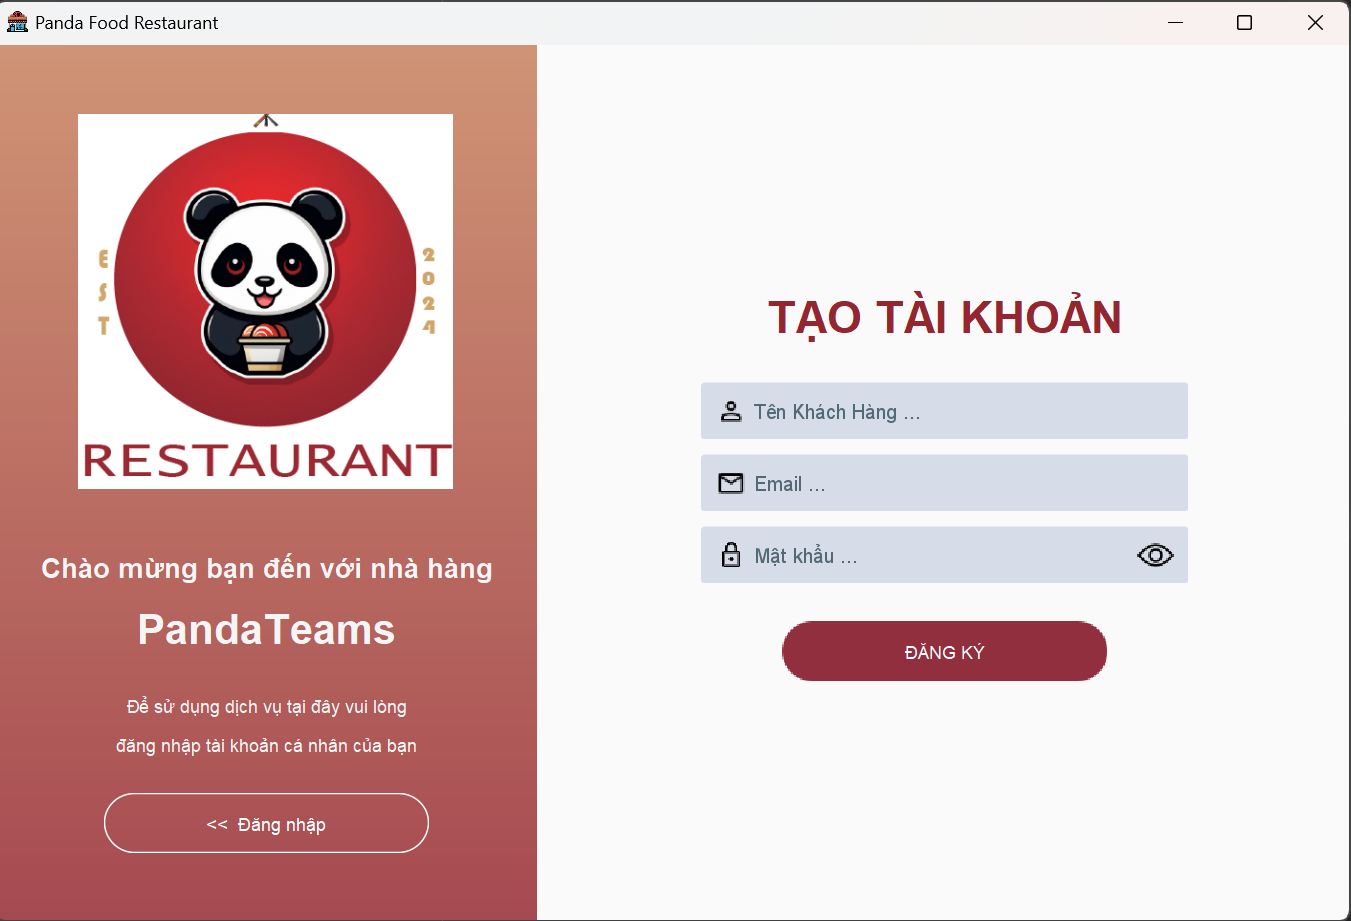 Panda Food Restaurant
EST
2024
RESTAURANT
Chào mừng bạn đến với nhà hàng
PandaTeams
Để sử dụng dịch vụ tại đây vui lòng
đăng nhập tài khoản cá nhân của bạn
<< Đăng nhập
TẠO TÀI KHOẢN
Tên Khách Hàng ...
Email ...
Mật khẩu ...
ĐĂNG KÝ